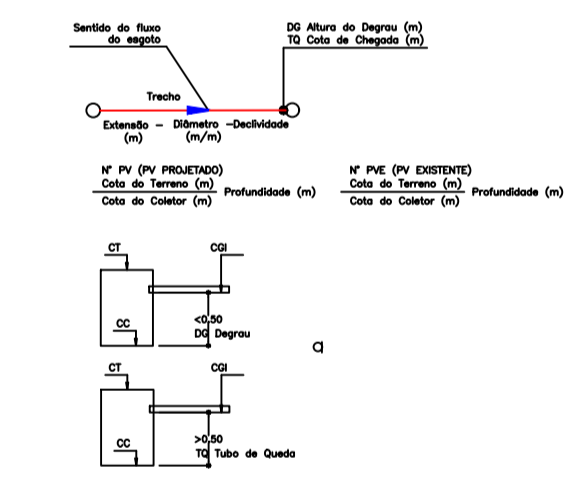 Sentido do fluxo
do esgoto
DG Altura do Degrau (m)
TQ Cota de Chegada (m)
Trecho
Extensão - Diâmetro -Declividade
(m) (m/m)
N° PV (PV PROJETADO)
Cota do Terreno (m)
Cota do Coletor (m)
Profundidade (m)
N° PVE (PV EXISTENTE)
Cota do Terreno (m)
Cota do Coletor (m)
Profundidade (m)
CT
CGI
CC
<0,50
DG Degrau
a
CT
CGI
CC
>0,50
TQ Tubo de Queda